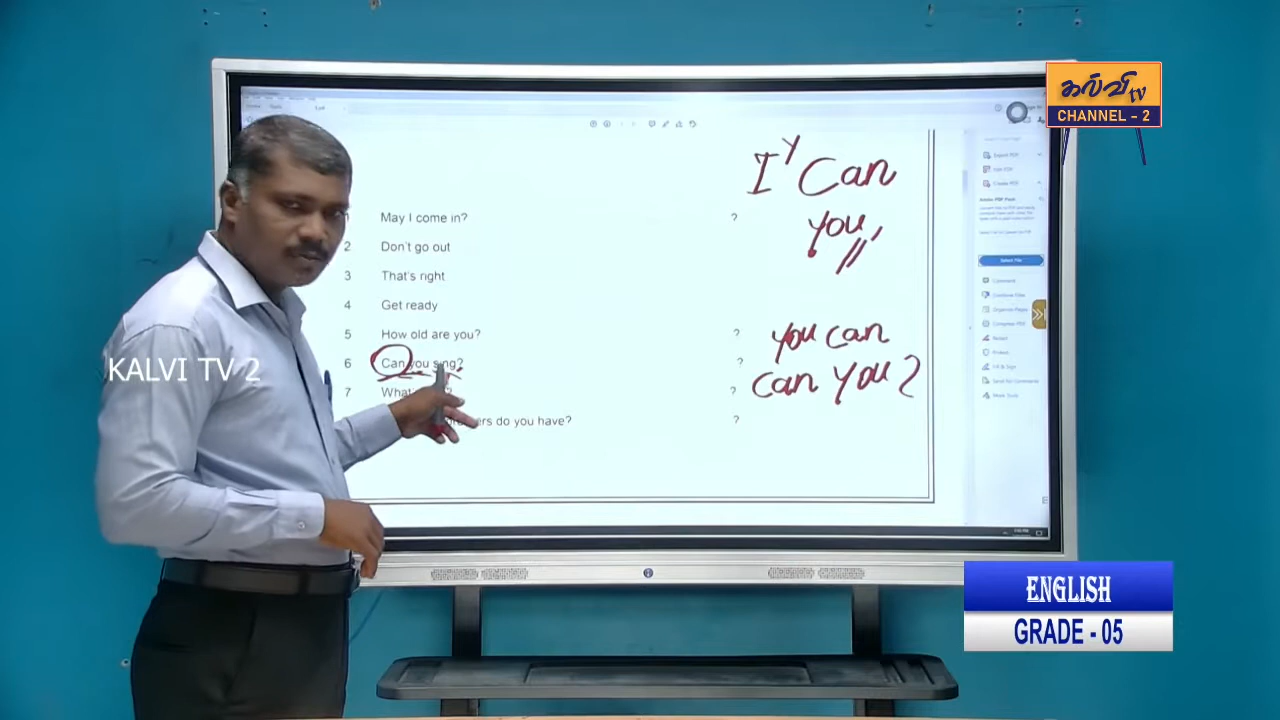 கல்வி TV
CHANNEL - 2
I Y Can
you
May I come in? ?
2 Don't go out
3 That's right
4 Get ready
5 How old are you? ?
you can
6 Can you sing? ?
can you?
KALVI TV 2
7 What's ?
do you have? ?
ENGLISH
GRADE - 05